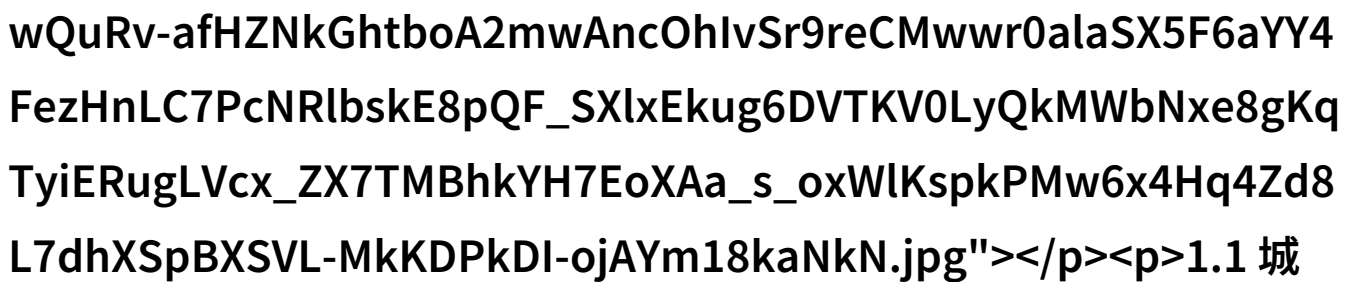 wQuRv-afHZNkGhtboA2mwAncOhIvSr9reCMwwr0alaSX5F6aYY4
FezHnLC7PcNRlbskE8pQF_SXlxEkug6DVTKV0LyQkMWbNxe8gKq
TyiERugLVcx_ZX7TMBhkYH7EoXAa_s_oxWlKspkPMw6x4Hq4Zd8
L7dhXSpBXSVL-MkKDPkDI-ojAYm18kaNkN.jpg"></p><p>1.1 城